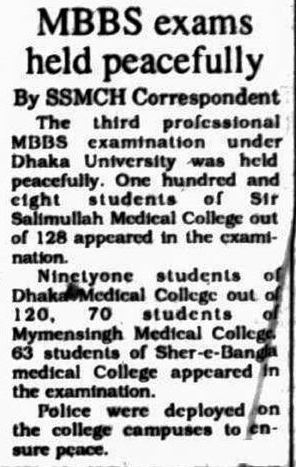 MBBS exams
held peacefully
By SSMCH Correspondent
The third professional
MBBS examination under
Dhaka University was held
peacefully. One hundred and
eight students of Sir
Salimullah Medical College out
of 128 appeared in the exami-
nation.
Ninetyone students of
Dhaka Medical College out of
120, 70 students of
Mymensingh Medical College
63 students of Sher-e-Bangla
medical College appeared in
the examination.
Police were deployed on
the college campuses to en-
sure peace.